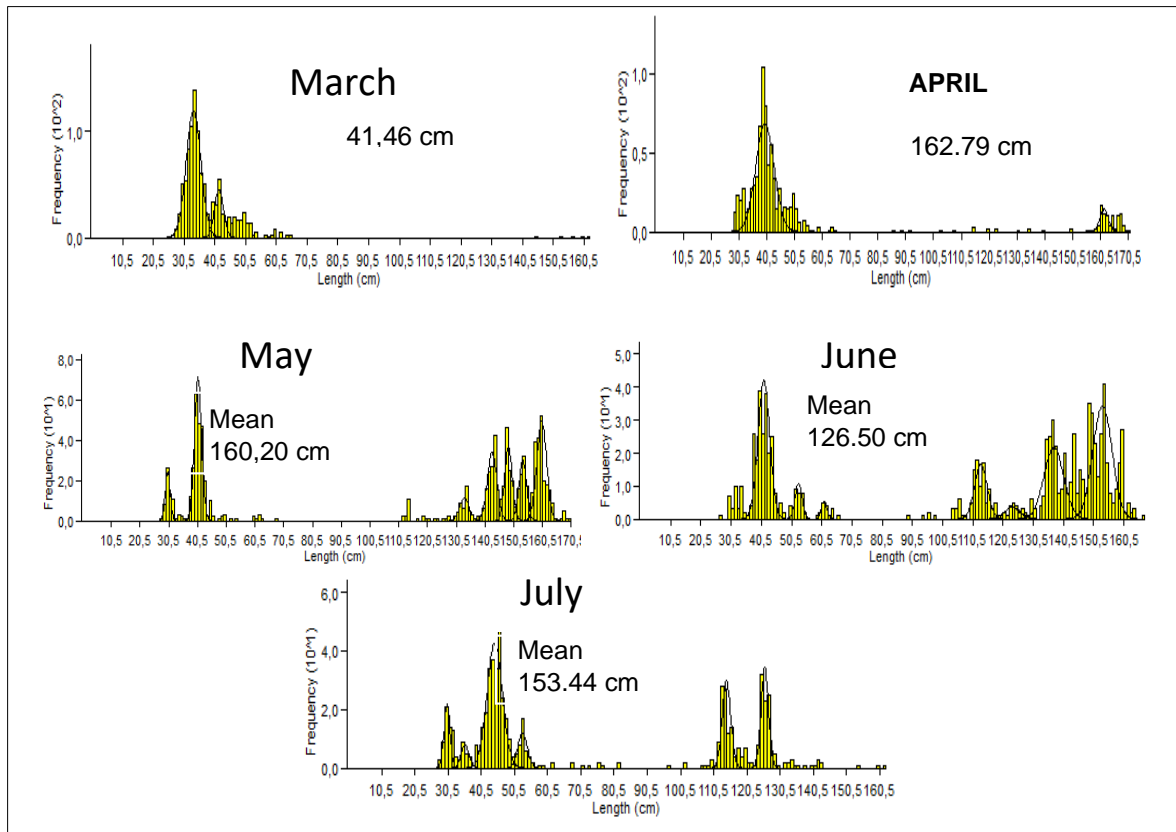 March
41,46 cm
Frequency (10^2)
1,0
0,0
10,5 20,5 30,5 40,5 50,5 60,5 70,5 80,5 90,5 100,5 110,5 120,5 130,5 140,5 150,5 160,5
Length (cm)
APRIL
162.79 cm
Frequency (10^2)
1,0
0,5
0,0
10,5 20,5 30,5 40,5 50,5 60,5 70,5 80,5 90,5 100,5 110,5 120,5 130,5 140,5 150,5 160,5 170,5
Length (cm)
May
Mean
160,20 cm
Frequency (10^1)
8,0
6,0
4,0
2,0
0,0
10,5 20,5 30,5 40,5 50,5 60,5 70,5 80,5 90,5 100,5 110,5 120,5 130,5 140,5 150,5 160,5 170,5
Length (cm)
June
Mean
126.50 cm
Frequency (10^1)
5,0
4,0
3,0
2,0
1,0
0,0
10,5 20,5 30,5 40,5 50,5 60,5 70,5 80,5 90,5 100,5 110,5 120,5 130,5 140,5 150,5 160,5
Length (cm)
July
Mean
153.44 cm
Frequency (10^1)
6,0
4,0
2,0
0,0
10,5 20,5 30,5 40,5 50,5 60,5 70,5 80,5 90,5 100,5 110,5 120,5 130,5 140,5 150,5 160,5
Length (cm)